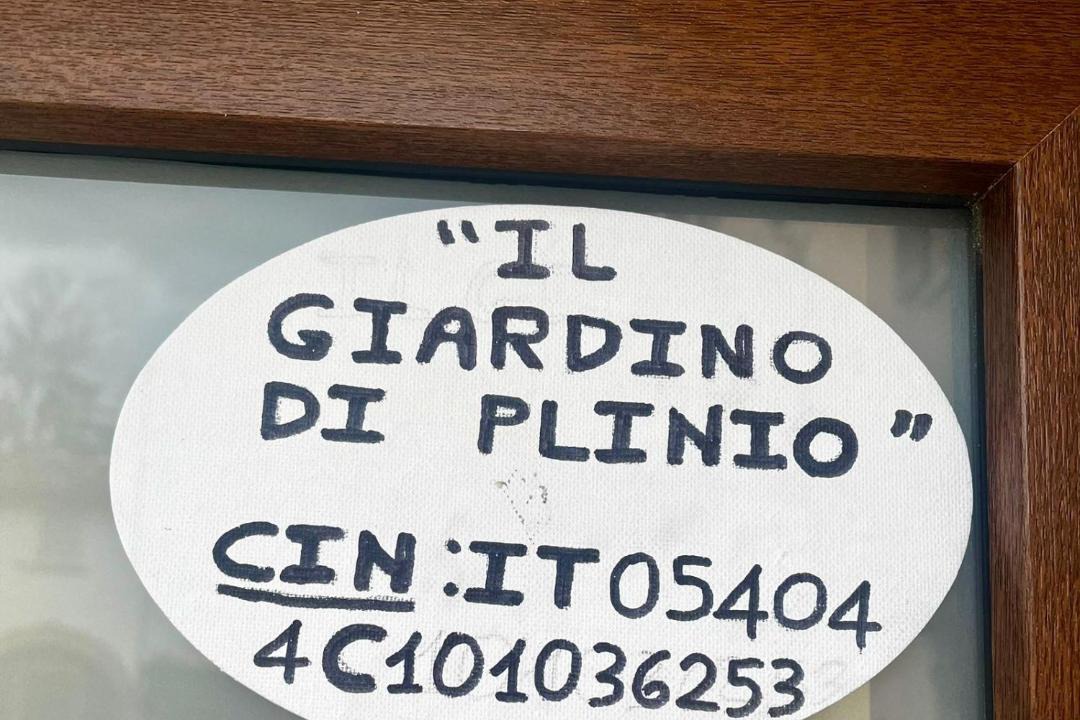 “IL
GIARDINO
DI PLINIO”
CIN:IT05404
4C101036253